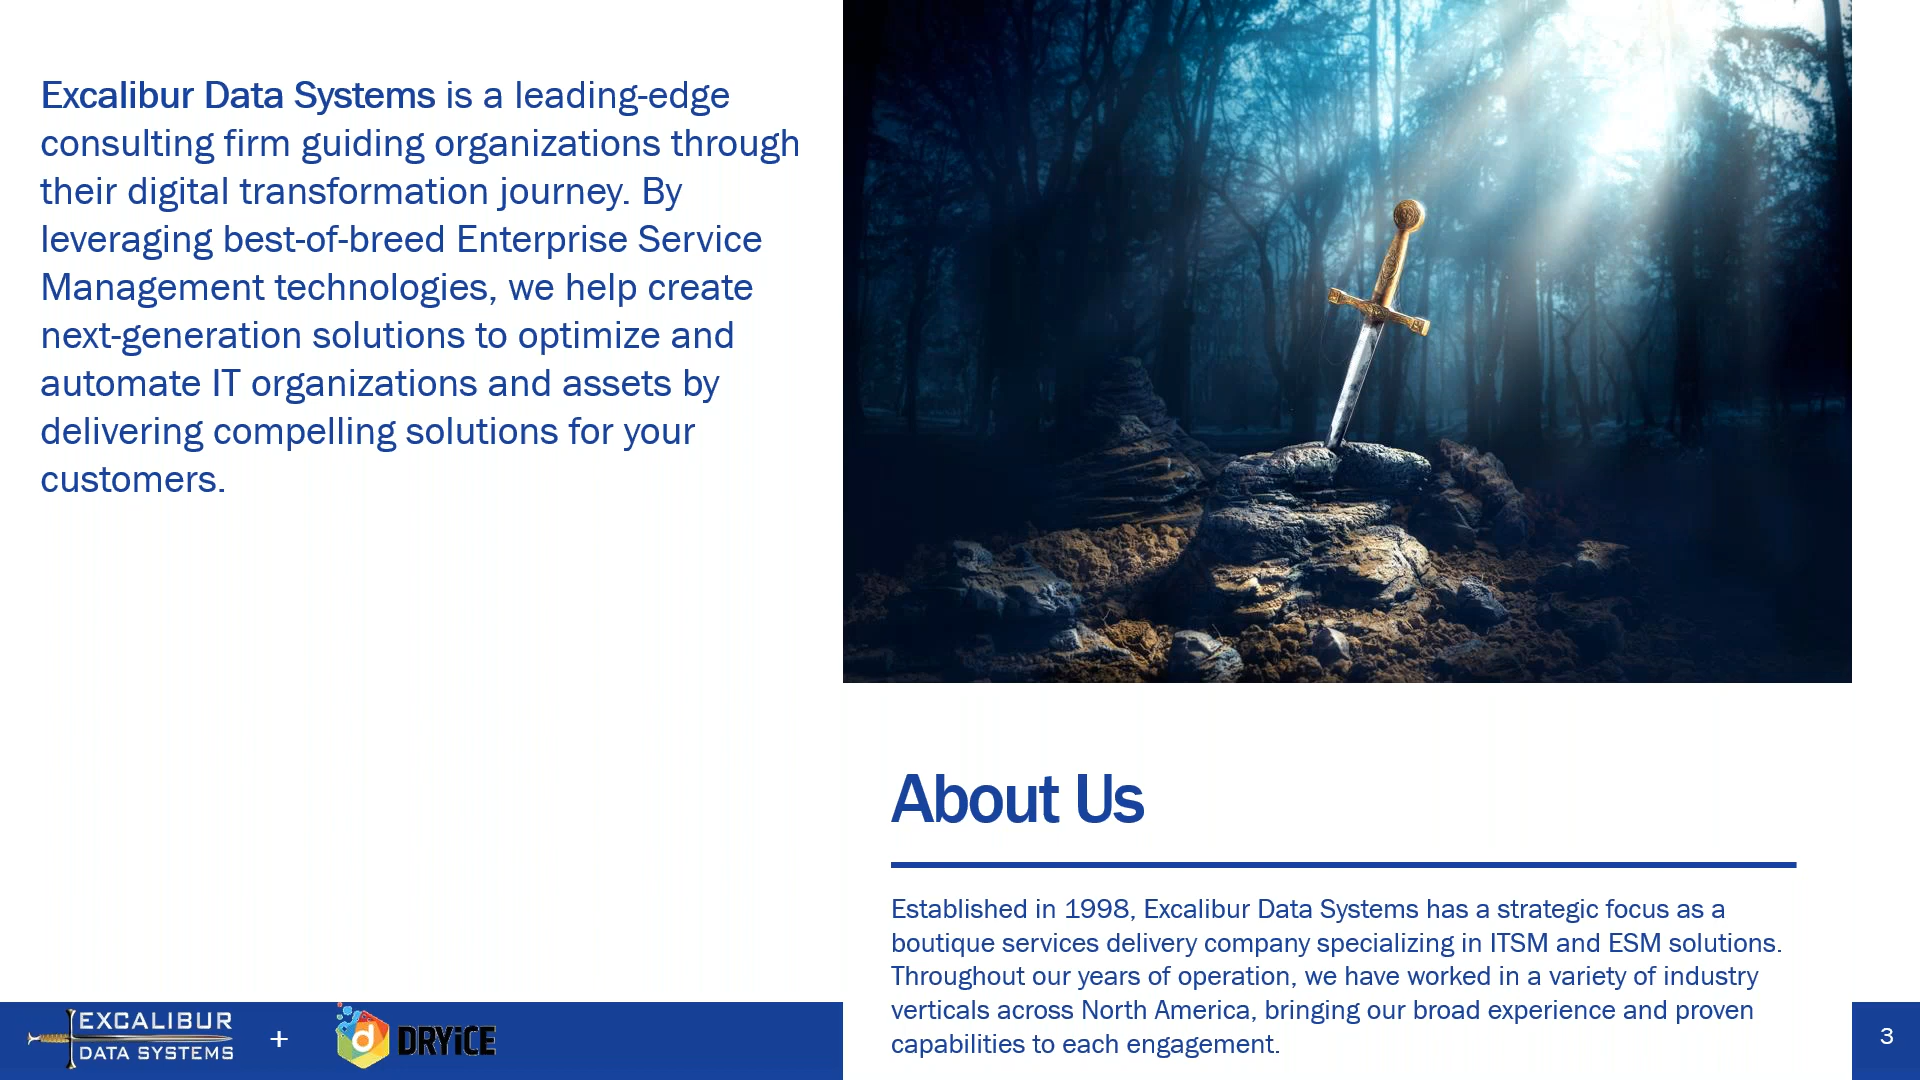 Excalibur Data Systems is a leading-edge
consulting firm guiding organizations through
their digital transformation journey. By
leveraging best-of-breed Enterprise Service
Management technologies, we help create
next-generation solutions to optimize and
automate IT organizations and assets by
delivering compelling solutions for your
customers.
About Us
Established in 1998, Excalibur Data Systems has a strategic focus as a
boutique services delivery company specializing in ITSM and ESM solutions.
Throughout our years of operation, we have worked in a variety of industry
verticals across North America, bringing our broad experience and proven
capabilities to each engagement.
EXCALIBUR
DATA SYSTEMS
+
d
DRYiCE
3